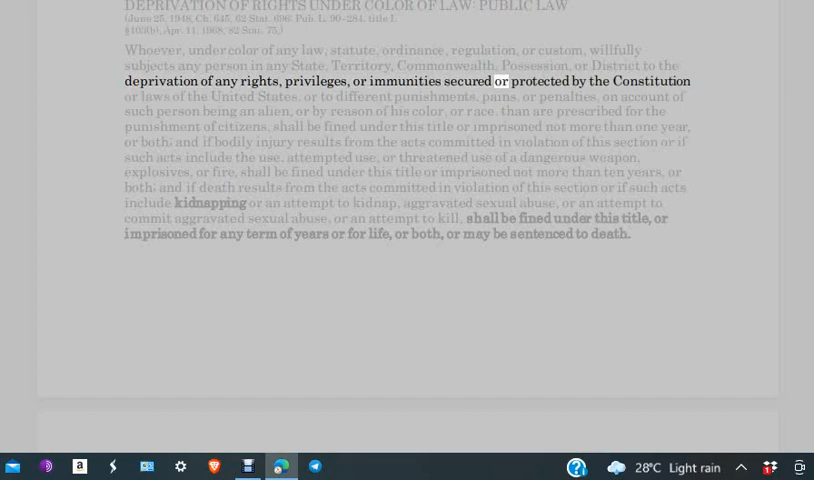 DEPRIVATION OF RIGHTS UNDER COLOR OF LAW: PUBLIC LAW
(June 25, 1948, Ch. 645, 62 Stat. 696: Pub. L. 90-284, title I.
§103(b), Apr. 11, 1968, 82 Stat. 75.)
Whoever, under color of any law, statute, ordinance, regulation, or custom, willfully
subjects any person in any State, Territory, Commonwealth, Possession, or District to the
deprivation of any rights, privileges, or immunities secured or protected by the Constitution
or laws of the United States, or to different punishments, pains, or penalties, on account of
such person being an alien, or by reason of his color, or race, than are prescribed for the
punishment of citizens, shall be fined under this title or imprisoned not more than one year,
or both; and if bodily injury results from the acts committed in violation of this section or if
such acts include the use, attempted use, or threatened use of a dangerous weapon,
explosives, or fire, shall be fined under this title or imprisoned not more than ten years, or
both; and if death results from the acts committed in violation of this section or if such acts
include kidnapping or an attempt to kidnap, aggravated sexual abuse, or an attempt to
commit aggravated sexual abuse, or an attempt to kill, shall be fined under this title, or
imprisoned for any term of years or for life, or both, or may be sentenced to death.
a ? 28°C Light rain 1